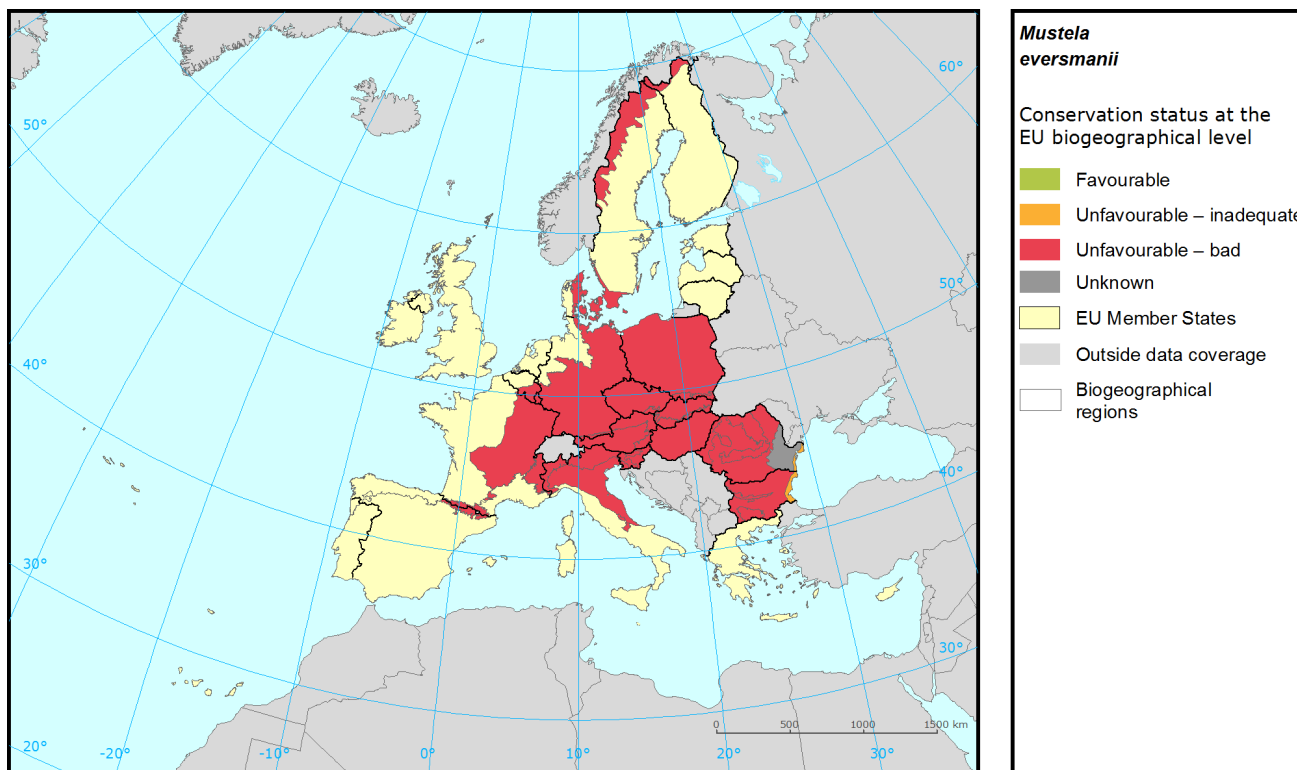 60°
50°
50°
40°
40°
30°
30°
20°
-20°
-10°
0°
10°
20°
30°
0 500 1000 1500 km
Mustela
eversmanii
Conservation status at the
EU biogeographical level
Favourable
Unfavourable – inadequate
Unfavourable – bad
Unknown
EU Member States
Outside data coverage
Biogeographical
regions